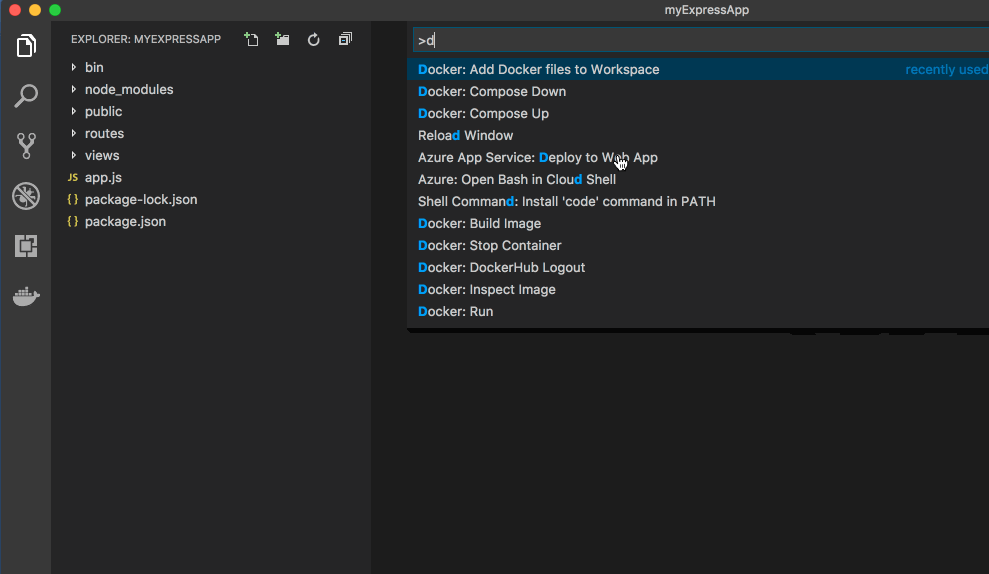 myExpressApp
EXPLORER: MYEXPRESSAPP
bin
node_modules
public
routes
views
JS app.js
{} package-lock.json
{} package.json
>d
Docker: Add Docker files to Workspace recently used
Docker: Compose Down
Docker: Compose Up
Reload Window
Azure App Service: Deploy to Web App
Azure: Open Bash in Cloud Shell
Shell Command: Install 'code' command in PATH
Docker: Build Image
Docker: Stop Container
Docker: DockerHub Logout
Docker: Inspect Image
Docker: Run